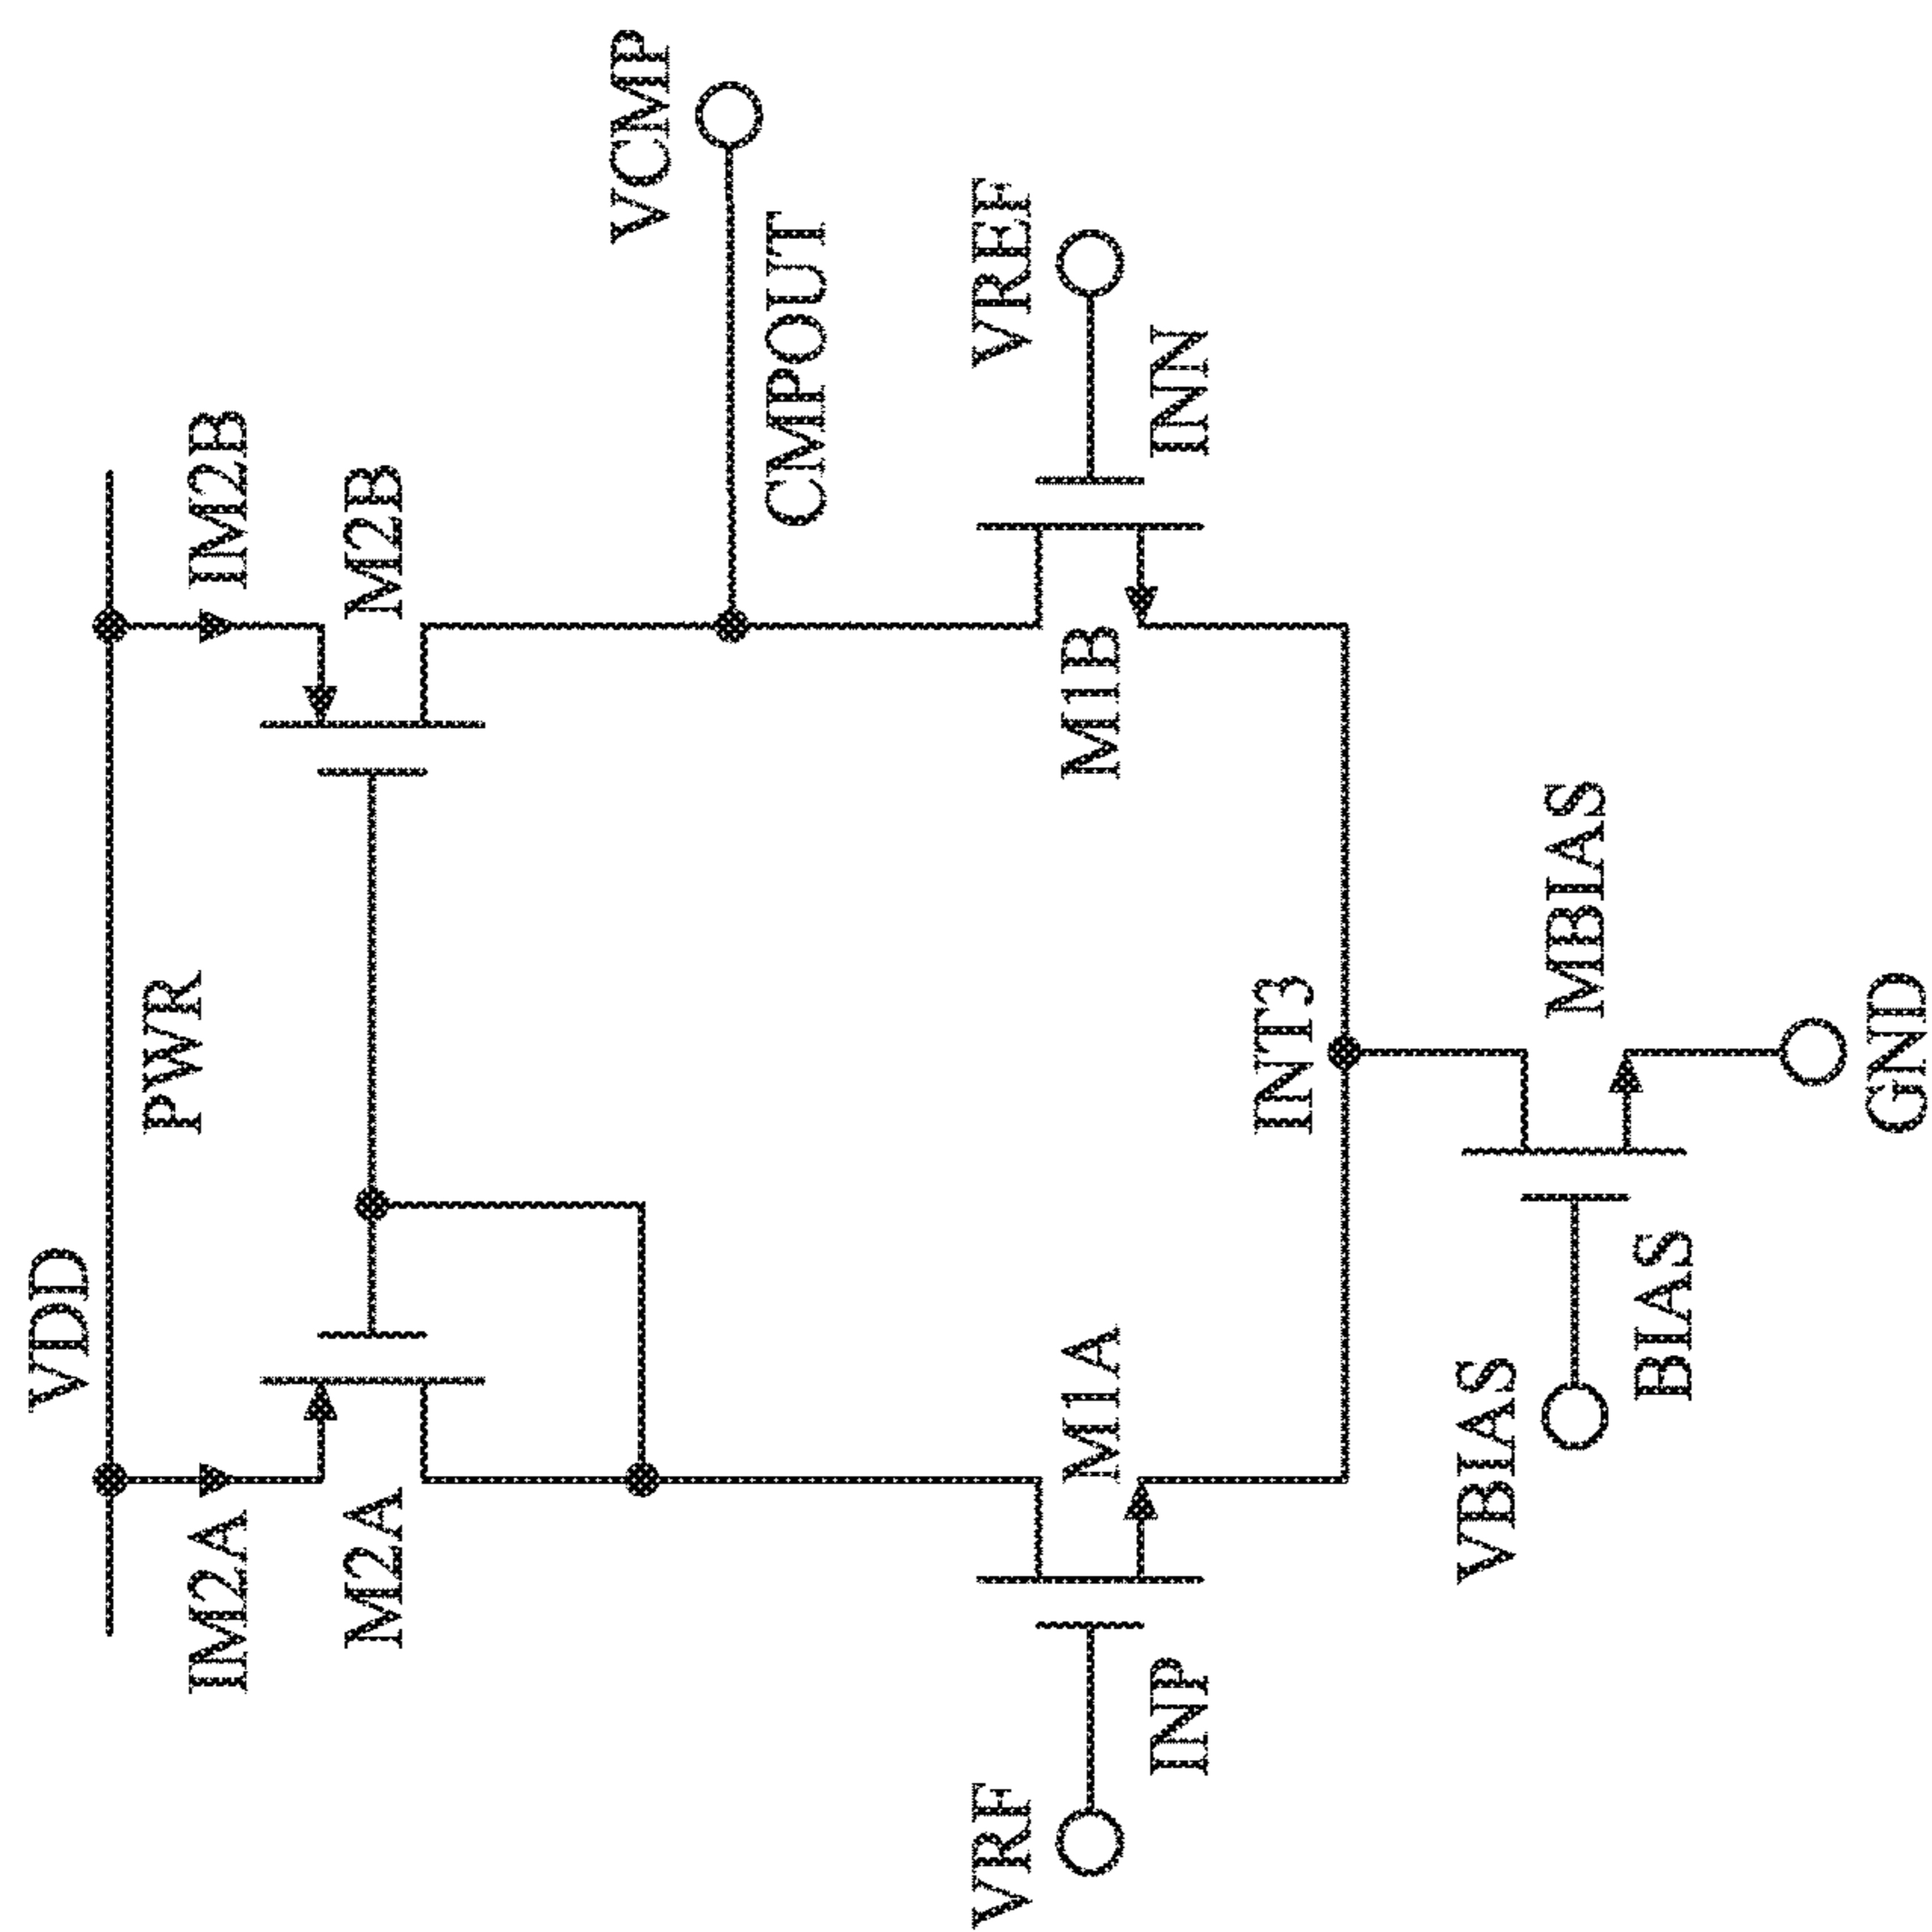 VDD
PWR
IM2A
IM2B
M2A
M2B
VCMP
CMPOUT
VRF
VREF
M1A
M1B
INP
INN
INT3
VBIAS
MBIAS
BIAS
GND